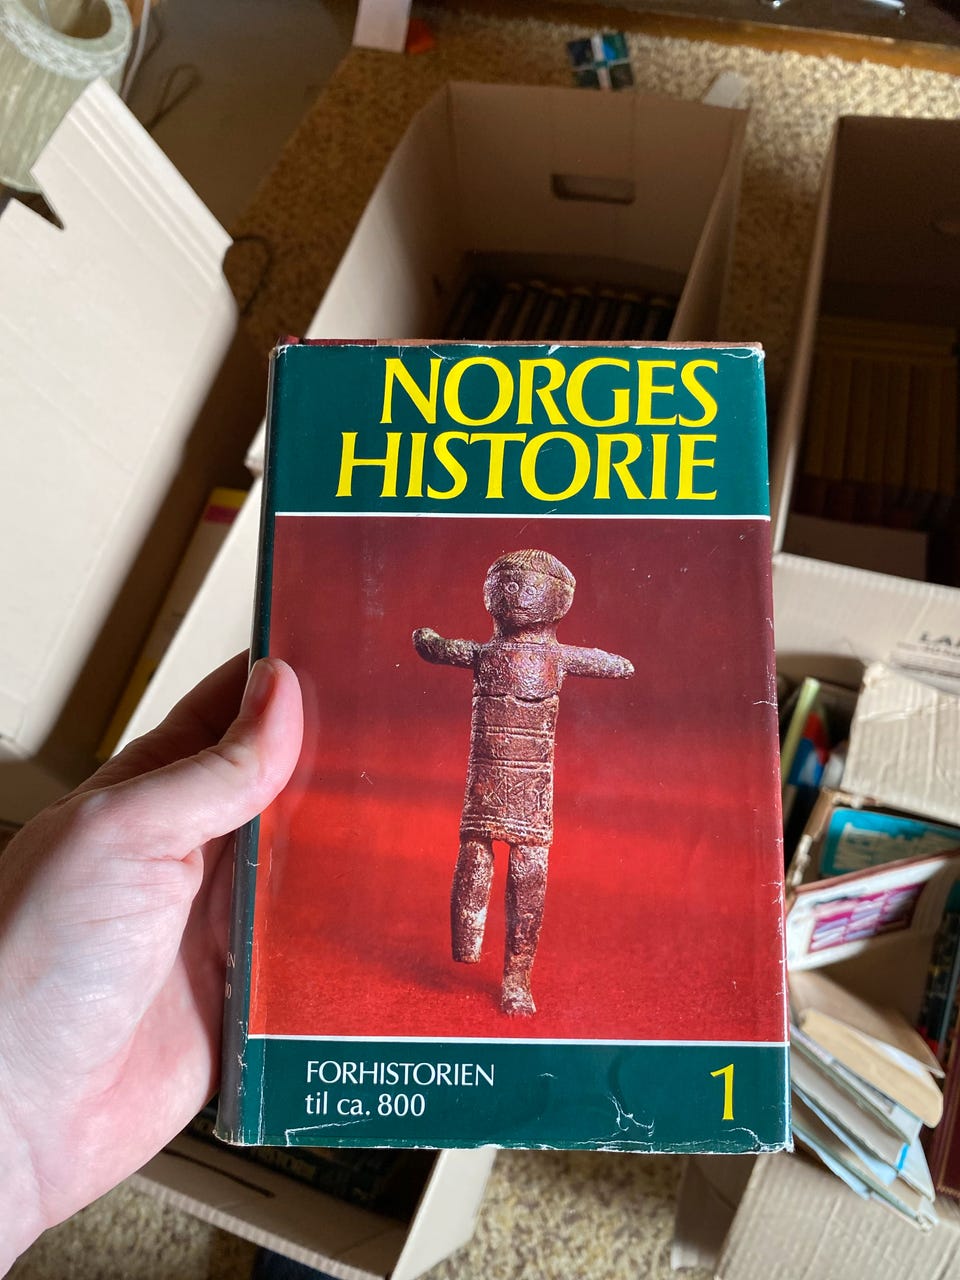 NORGES
HISTORIE
FORHISTORIEN
til ca. 800
1